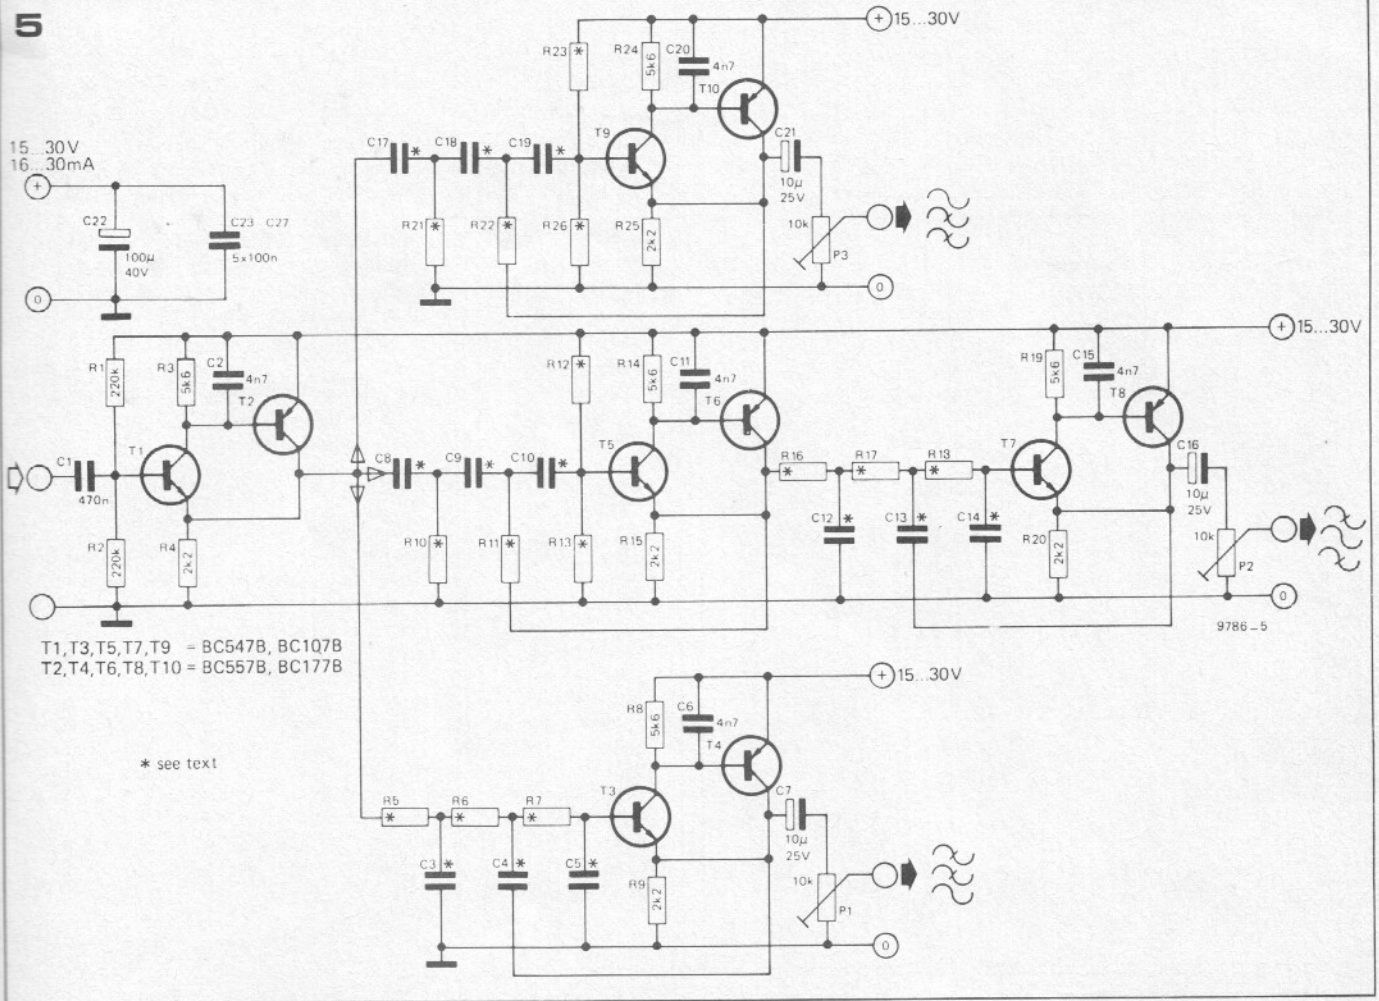 5
15...30V
R23 *
R24 5k6
C20 4n7
T10
15...30V
16...30mA
+
C17 *
C18 *
C19 *
T9
C21
10µ
25V
C22
100µ
40V
C23 C27
5x100n
R21 *
R22 *
R26 *
R25 2k2
10k
P3
0
0
+ 15...30V
R1 220k
R3 5k6
C2 4n7
T2
R12 *
R14 5k6
C11 4n7
T6
R19 5k6
C15 4n7
T8
C1
470n
T1
C8 *
C9 *
C10 *
T5
R16 *
R17
R13
T7
C16
10µ
25V
R2 220k
R4 2k2
R10 *
R11 *
R13 *
R15 2k2
C12 *
C13 *
C14 *
R20 2k2
10k
P2
0
9786-5
T1,T3,T5,T7,T9 = BC547B, BC107B
T2,T4,T6,T8,T10 = BC557B, BC177B
+ 15...30V
R8 5k6
C6 4n7
T4
* see text
R5 *
R6 *
R7 *
T3
C7
10µ
25V
C3 *
C4 *
C5 *
R9 2k2
10k
P1
0